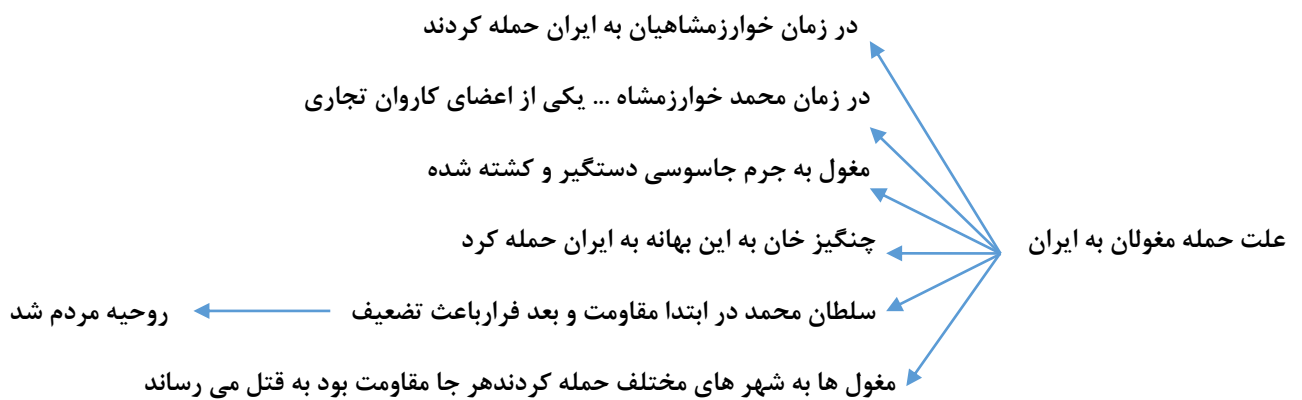 در زمان خوارزمشاهیان به ایران حمله کردند
در زمان محمد خوارزمشاه ... یکی از اعضای کاروان تجاری
مغول به جرم جاسوسی دستگیر و کشته شده
علت حمله مغولان به ایران چنگیز خان به این بهانه به ایران حمله کرد
سلطان محمد در ابتدا مقاومت و بعد فرارباعث تضعیف روحیه مردم شد
مغول ها به شهر های مختلف حمله کردندهر جا مقاومت بود به قتل می رساند